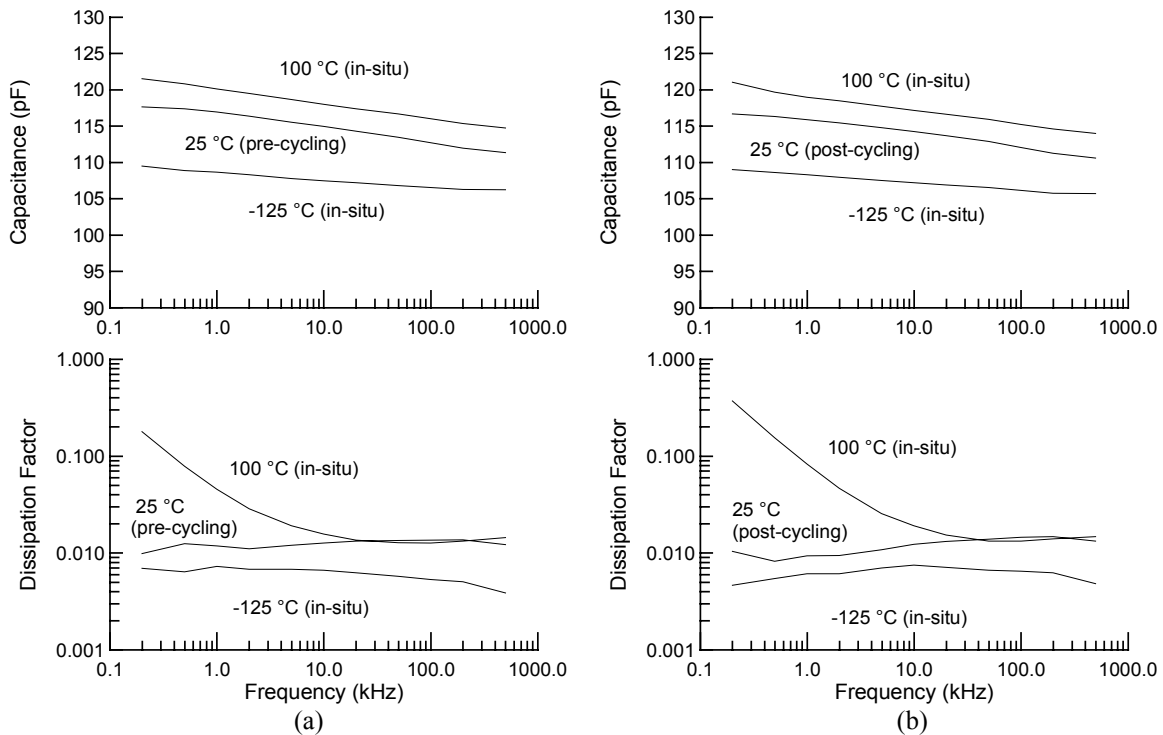 130
125
120
115
110
105
100
95
90
Capacitance (pF)
100 °C (in-situ)
25 °C (pre-cycling)
-125 °C (in-situ)
0.1 1.0 10.0 100.0 1000.0
130
125
120
115
110
105
100
95
90
Capacitance (pF)
100 °C (in-situ)
25 °C (post-cycling)
-125 °C (in-situ)
0.1 1.0 10.0 100.0 1000.0
1.000
0.100
0.010
0.001
Dissipation Factor
100 °C (in-situ)
25 °C
(pre-cycling)
-125 °C (in-situ)
0.1 1.0 10.0 100.0 1000.0
Frequency (kHz)
(a)
1.000
0.100
0.010
0.001
Dissipation Factor
100 °C (in-situ)
25 °C
(post-cycling)
-125 °C (in-situ)
0.1 1.0 10.0 100.0 1000.0
Frequency (kHz)
(b)